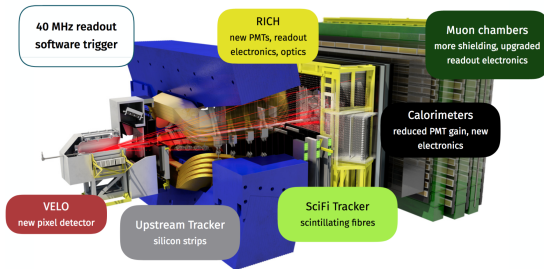 40 MHz readout
software trigger
RICH
new PMTs, readout
electronics, optics
Muon chambers
more shielding, upgraded
readout electronics
Calorimeters
reduced PMT gain, new
electronics
VELO
new pixel detector
Upstream Tracker
silicon strips
SciFi Tracker
scintillating fibres